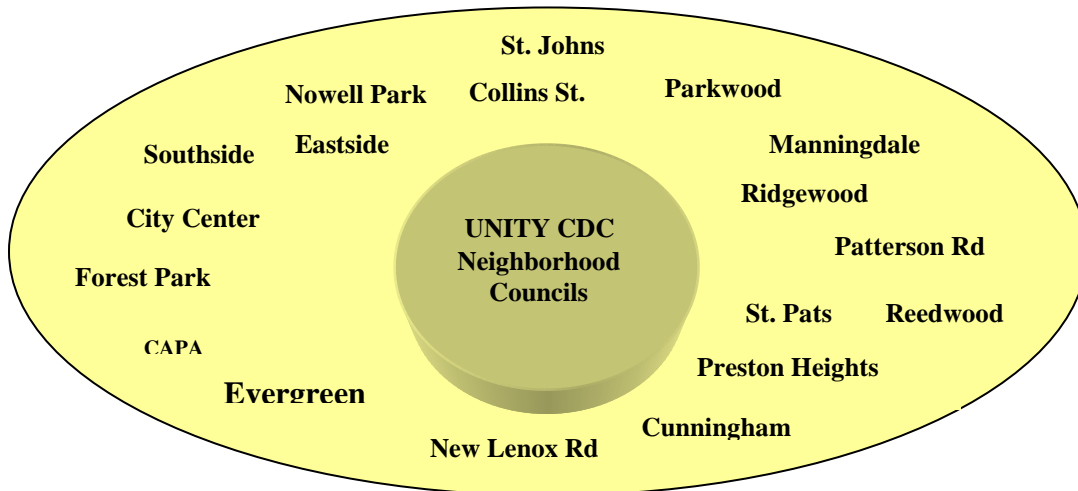 St. Johns
Nowell Park
Collins St.
Parkwood
Southside
Eastside
Manningdale
Ridgewood
City Center
UNITY CDC
Neighborhood
Councils
Patterson Rd
Forest Park
St. Pats
Reedwood
CAPA
Preston Heights
Evergreen
Cunningham
New Lenox Rd